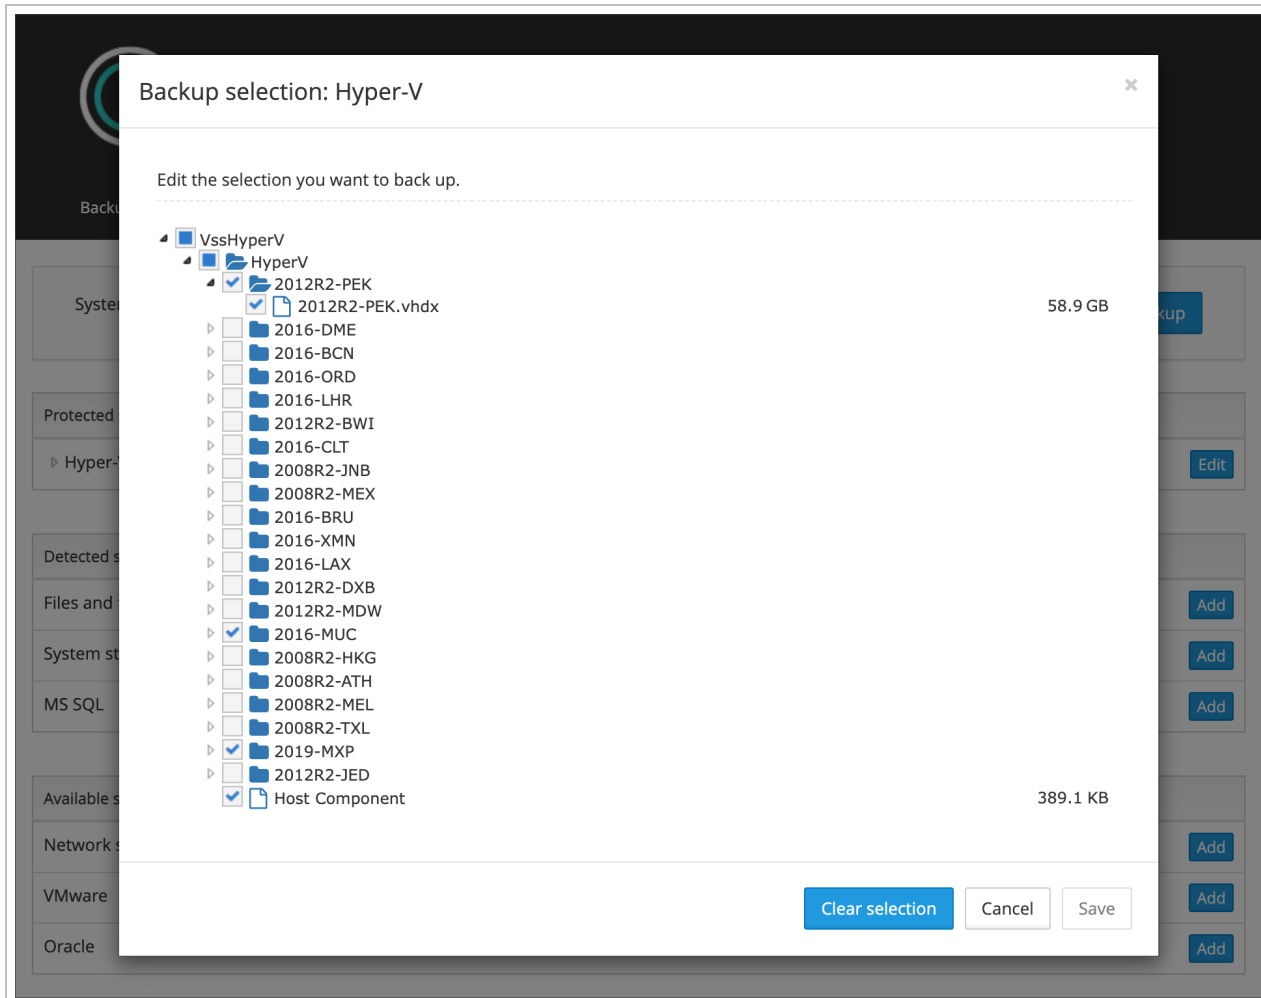 Backup selection: Hyper-V
×
Edit the selection you want to back up.
VssHyperV
HyperV
2012R2-PEK
2012R2-PEK.vhdx 58.9 GB
2016-DME
2016-BCN
2016-ORD
2016-LHR
2012R2-BWI
2016-CLT
2008R2-JNB
2008R2-MEX
2016-BRU
2016-XMN
2016-LAX
2012R2-DXB
2012R2-MDW
2016-MUC
2008R2-HKG
2008R2-ATH
2008R2-MEL
2008R2-TXL
2019-MXP
2012R2-JED
Host Component 389.1 KB
Clear selection Cancel Save
Backu
Syste
kup
Protected
Hyper-V Edit
Detected s
Files and Add
System st Add
MS SQL Add
Available s
Network s Add
VMware Add
Oracle Add